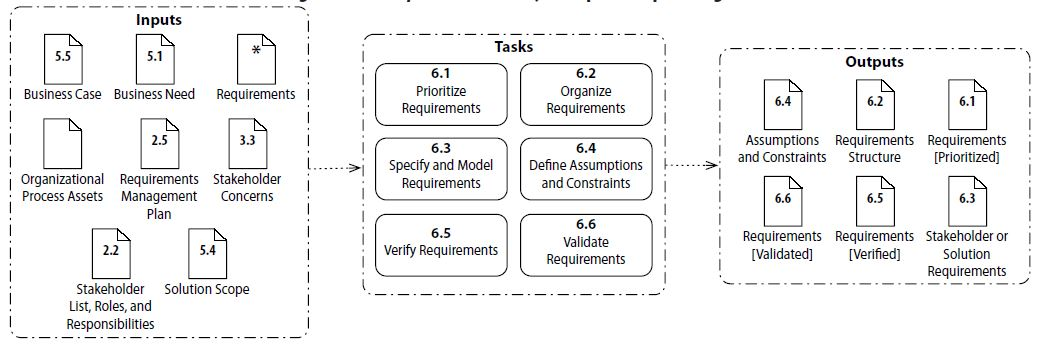 Inputs
5.5
Business Case
5.1
Business Need
*
Requirements
Organizational
Process Assets
2.5
Requirements
Management
Plan
3.3
Stakeholder
Concerns
2.2
Stakeholder
List, Roles, and
Responsibilities
5.4
Solution Scope
Tasks
6.1
Prioritize
Requirements
6.2
Organize
Requirements
6.3
Specify and Model
Requirements
6.4
Define Assumptions
and Constraints
6.5
Verify Requirements
6.6
Validate
Requirements
Outputs
6.4
Assumptions
and Constraints
6.2
Requirements
Structure
6.1
Requirements
[Prioritized]
6.6
Requirements
[Validated]
6.5
Requirements
[Verified]
6.3
Stakeholder or
Solution
Requirements